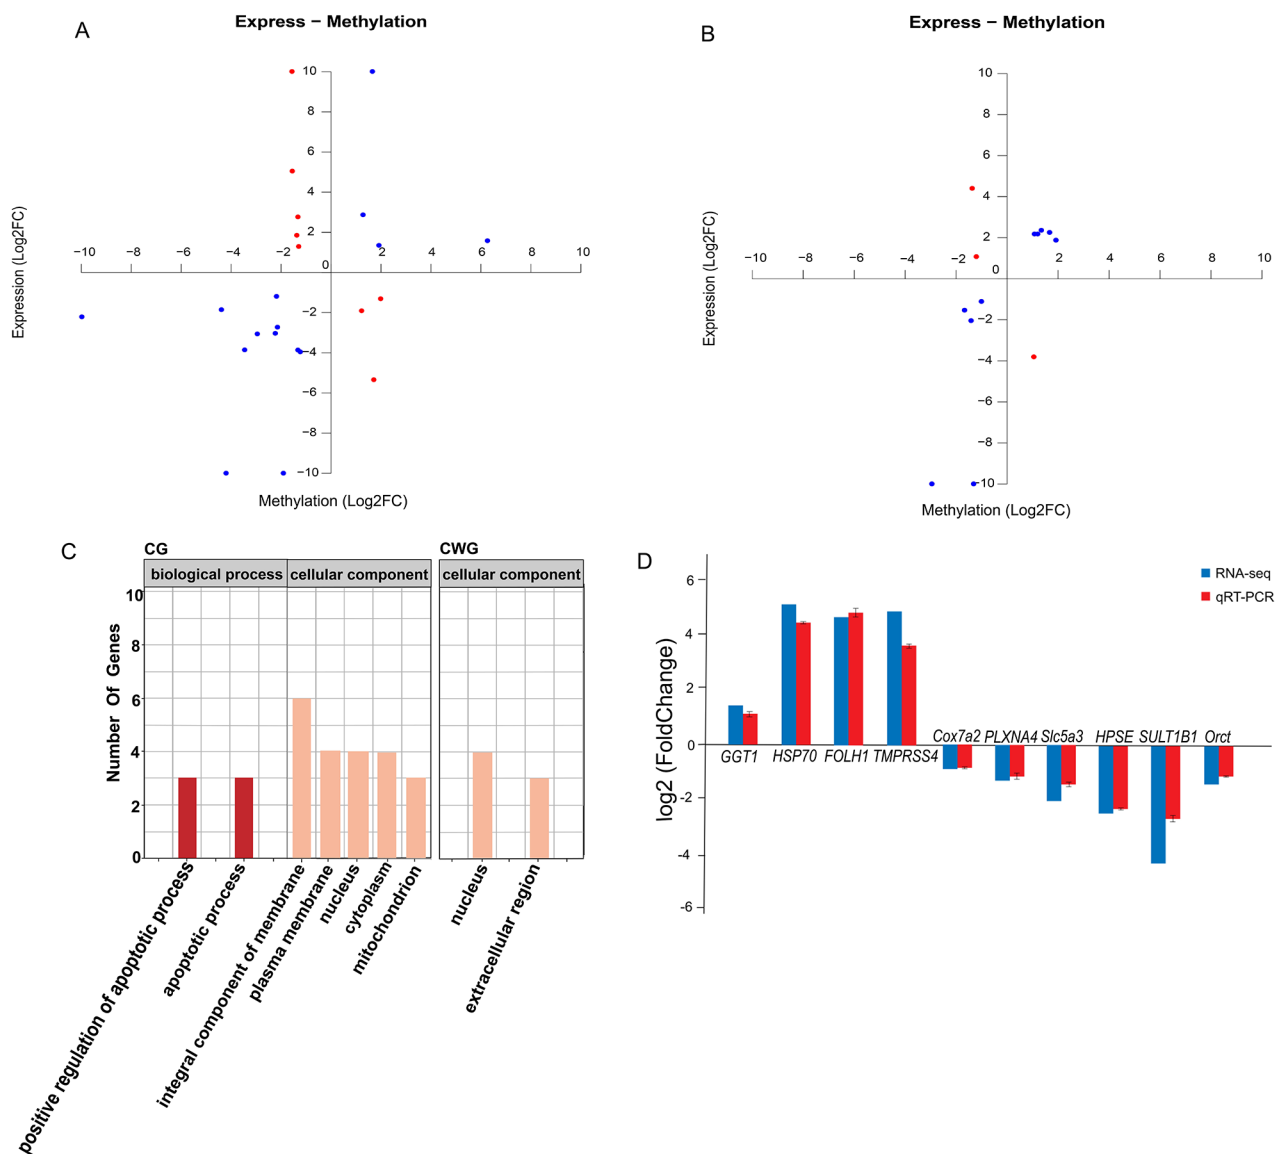 A
Express − Methylation
10
8
6
4
2
−10
−8
−6
−4
−2
0
2
4
6
8
10
−2
−4
−6
−8
−10
Expression (Log2FC)
Methylation (Log2FC)
B
Express − Methylation
10
8
6
4
2
−10
−8
−6
−4
−2
0
2
4
6
8
10
−2
−4
−6
−8
−10
Expression (Log2FC)
Methylation (Log2FC)
C
CG
CWG
biological process
cellular component
cellular component
Number Of Genes
10
8
6
4
2
0
positive regulation of apoptotic process
apoptotic process
integral component of membrane
plasma membrane
nucleus
cytoplasm
mitochondrion
nucleus
extracellular region
D
RNA-seq
qRT-PCR
log2 (FoldChange)
6
4
2
0
-2
-4
-6
GGT1
HSP70
FOLH1
TMPRSS4
Cox7a2
PLXNA4
Slc5a3
HPSE
SULT1B1
Orct